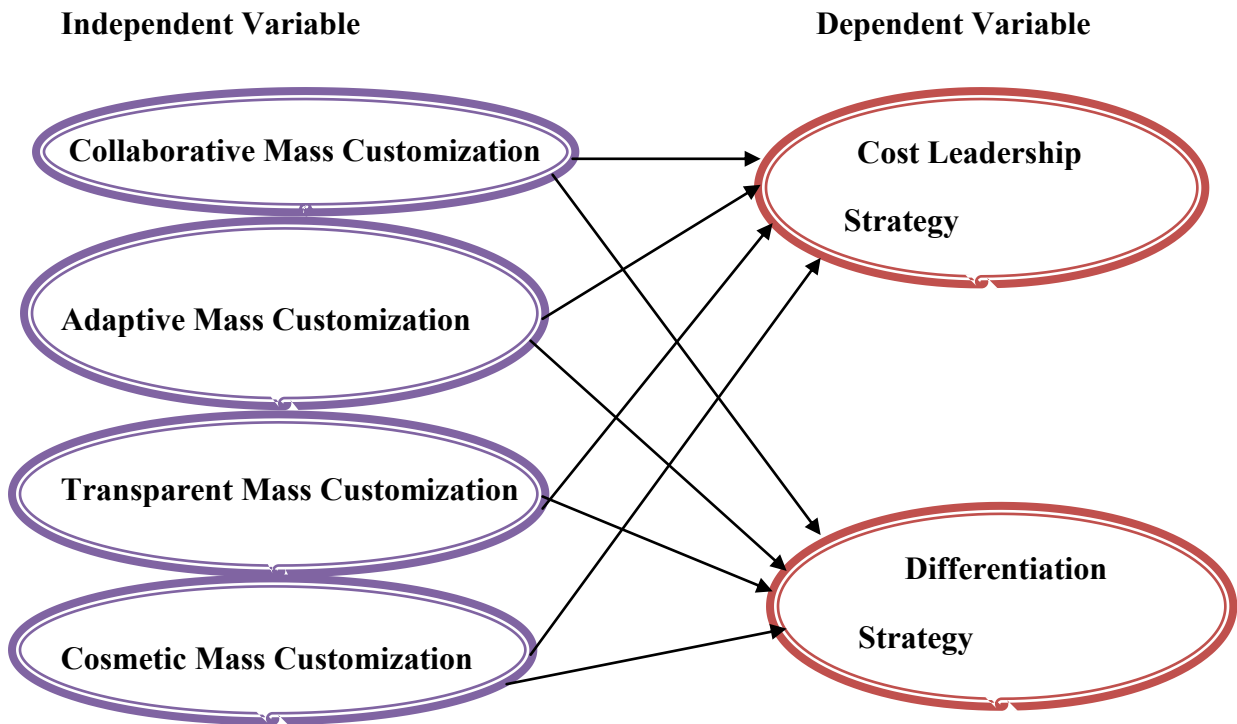 Independent Variable
Dependent Variable
Collaborative Mass Customization
Cost Leadership
Strategy
Adaptive Mass Customization
Transparent Mass Customization
Differentiation
Strategy
Cosmetic Mass Customization